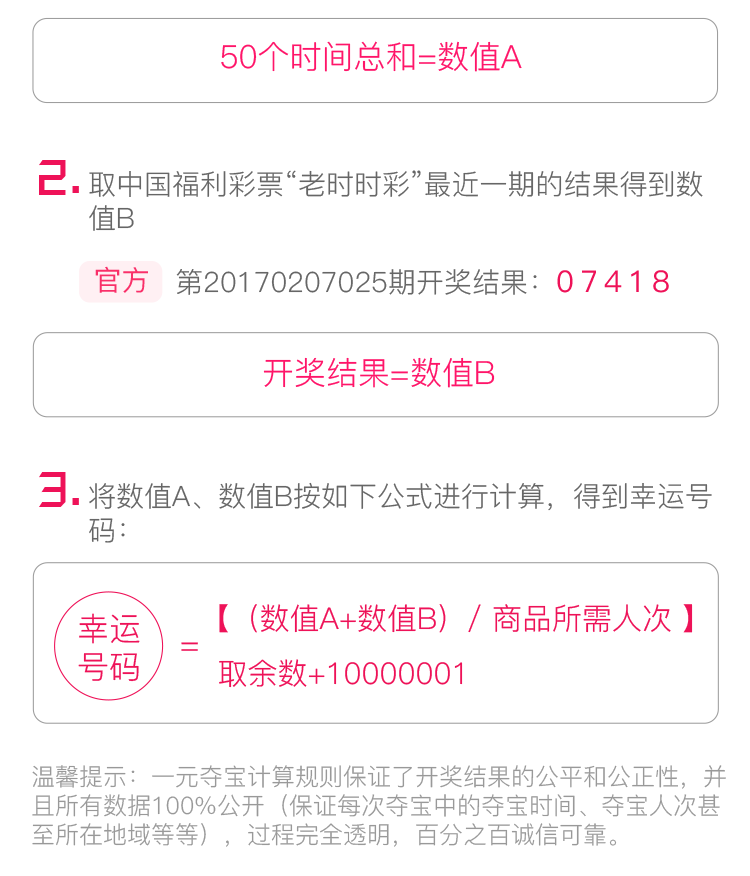 50个时间总和=数值A
2. 取中国福利彩票“老时时彩”最近一期的结果得到数
值B
官方 第20170207025期开奖结果：07418
开奖结果=数值B
3. 将数值A、数值B按如下公式进行计算，得到幸运号
码：
幸运
号码
=
【（数值A+数值B）/ 商品所需人次 】
取余数+10000001
温馨提示：一元夺宝计算规则保证了开奖结果的公平和公正性，并
且所有数据100%公开（保证每次夺宝中的夺宝时间、夺宝人次甚
至所在地域等等），过程完全透明，百分之百诚信可靠。